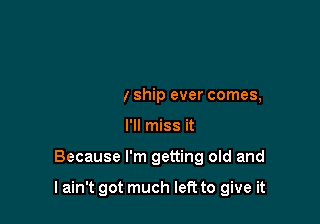 ship ever comes,
I'll miss it
Because I'm getting old and
I ain't got much left to give it